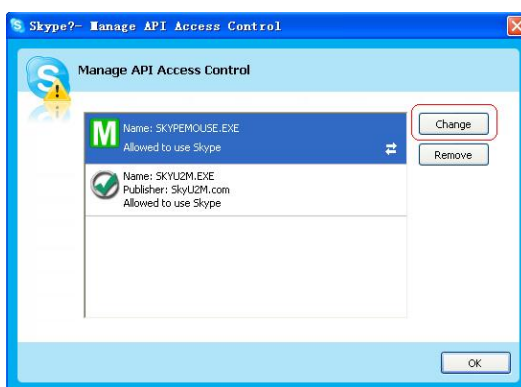 Skype?- Manage API Access Control
Manage API Access Control
Name: SKYPEMOUSE.EXE
Allowed to use Skype
Name: SKYU2M.EXE
Publisher: SkyU2M.com
Allowed to use Skype
Change
Remove
OK